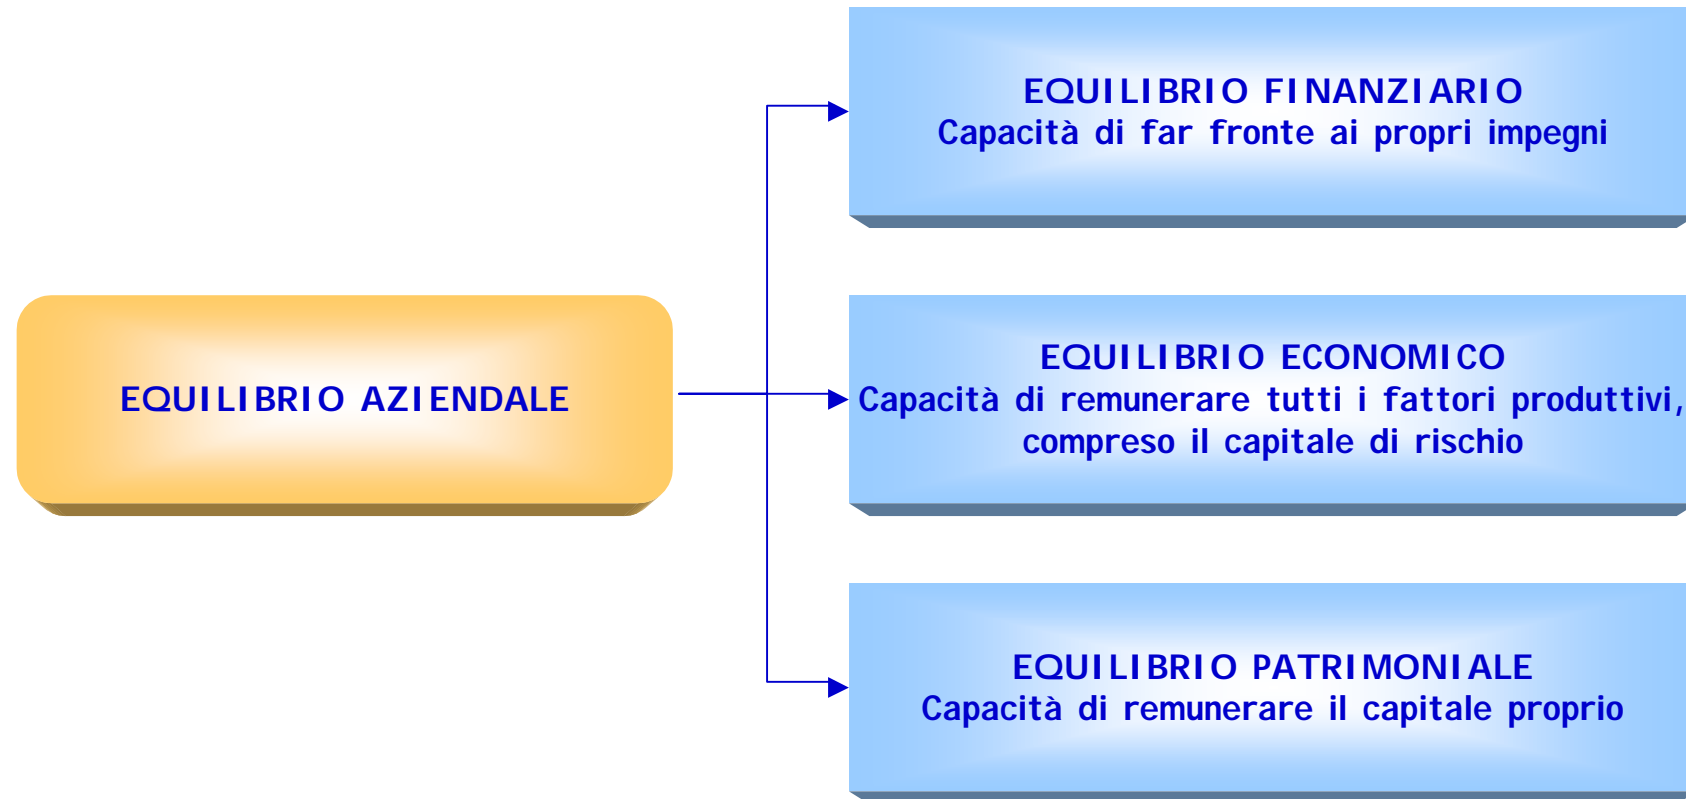 EQUILIBRIO FINANZIARIO
Capacità di far fronte ai propri impegni
EQUILIBRIO AZIENDALE
EQUILIBRIO ECONOMICO
Capacità di remunerare tutti i fattori produttivi,
compreso il capitale di rischio
EQUILIBRIO PATRIMONIALE
Capacità di remunerare il capitale proprio